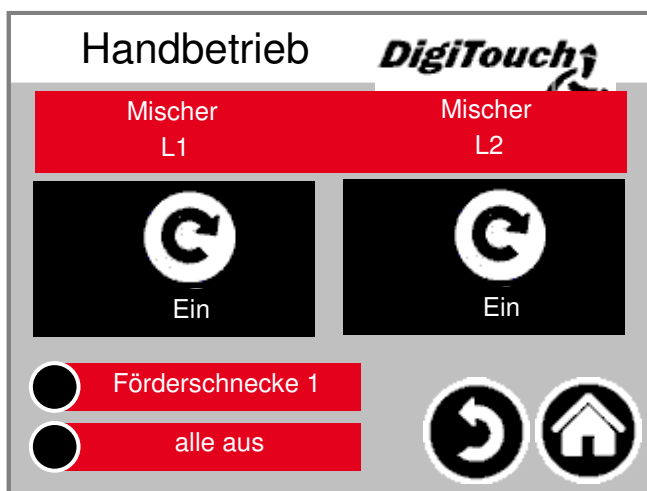 Handbetrieb
DigiTouch
Mischer
L1
Mischer
L2
Ein
Ein
Förderschnecke 1
alle aus